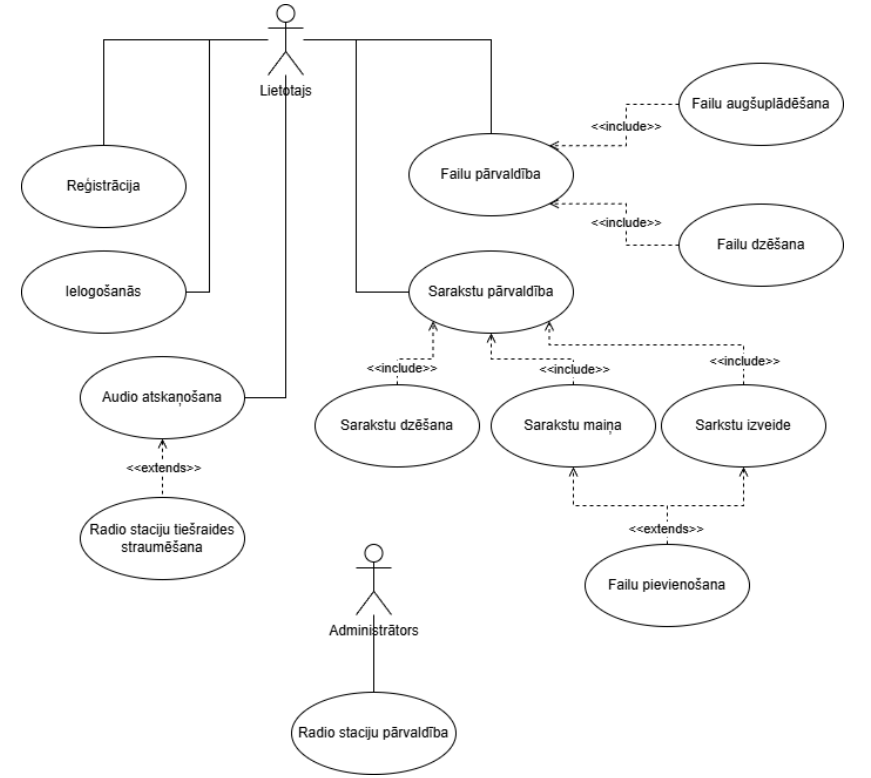 Lietotajs
Failu augšuplādēšana
<<include>>
Failu pārvaldība
Reģistrācija
<<include>>
Failu dzēšana
Ielogošanās
Sarakstu pārvaldība
<<include>>
<<include>>
<<include>>
Audio atskaņošana
Sarakstu dzēšana
Sarakstu maiņa
Sarkstu izveide
<<extends>>
Radio staciju tiešraides
straumēšana
<<extends>>
Failu pievienošana
Administrātors
Radio staciju pārvaldība